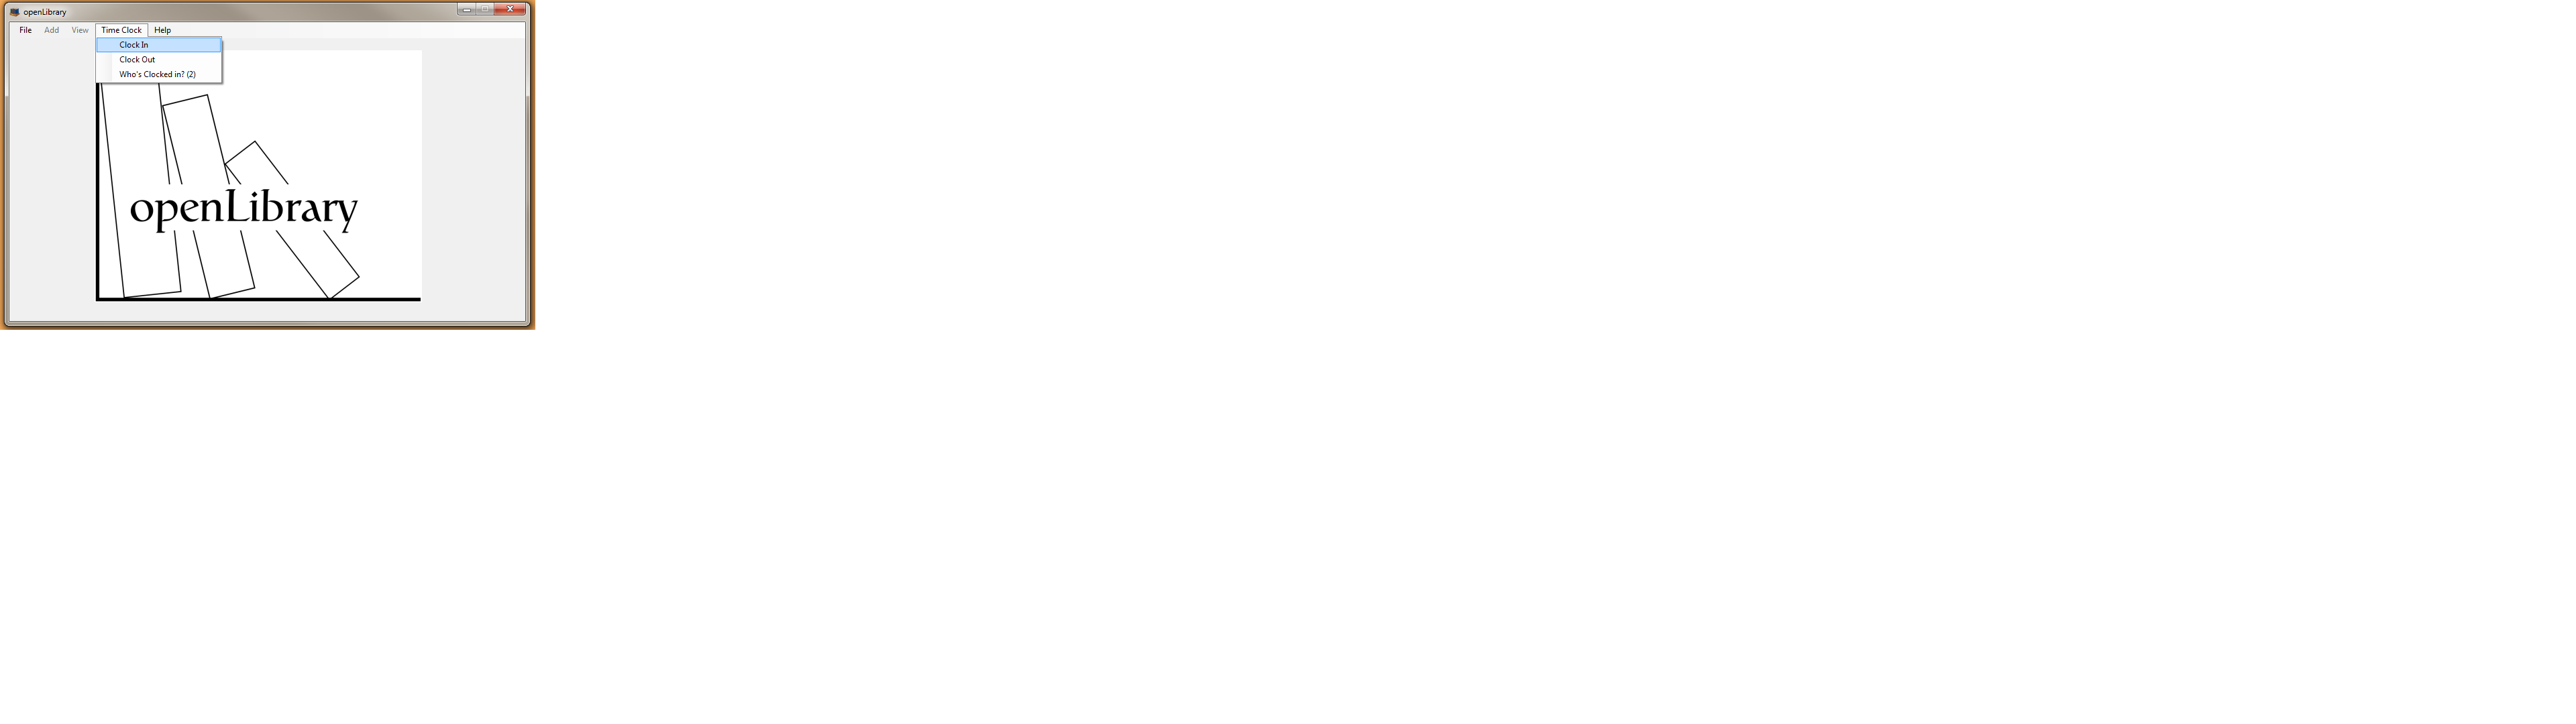 openLibrary
File Add View Time Clock Help
Clock In
Clock Out
Who's Clocked in? (2)
openLibrary